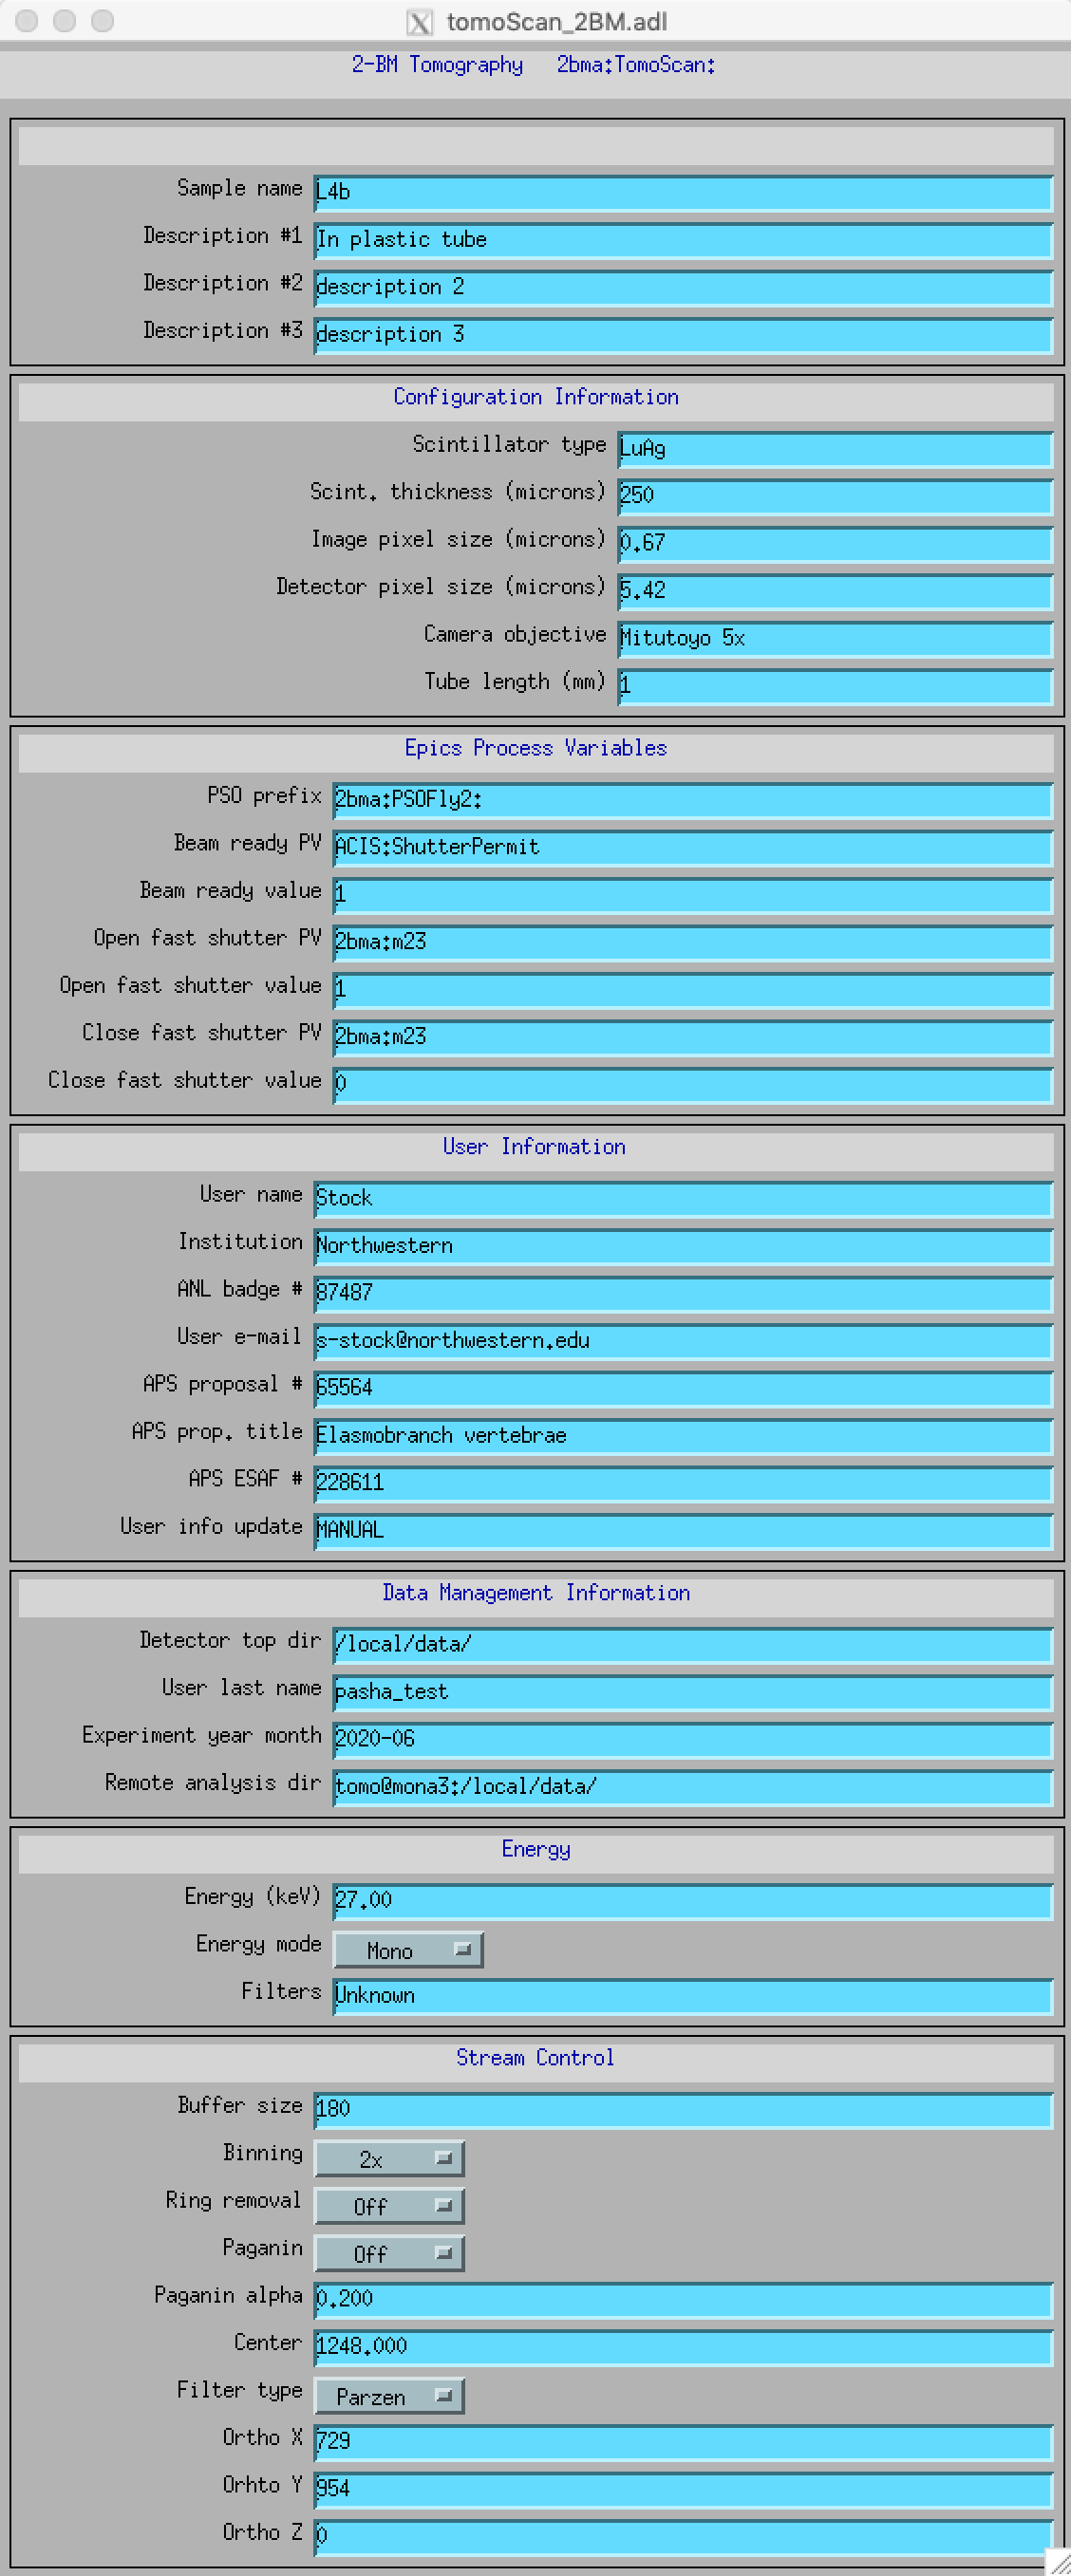 tomoScan_2BM.adl
2-BM Tomography 2bma:TomoScan:
Sample name L4b
Description #1 In plastic tube
Description #2 description 2
Description #3 description 3
Configuration Information
Scintillator type LuAg
Scint. thickness (microns) 250
Image pixel size (microns) 0.67
Detector pixel size (microns) 5.42
Camera objective Mitutoyo 5x
Tube length (mm) 1
Epics Process Variables
PSO prefix 2bma:PSOFly2:
Beam ready PV ACIS:ShutterPermit
Beam ready value 1
Open fast shutter PV 2bma:m23
Open fast shutter value 1
Close fast shutter PV 2bma:m23
Close fast shutter value 0
User Information
User name Stock
Institution Northwestern
ANL badge # 87487
User e-mail s-stock@northwestern.edu
APS proposal # 65564
APS prop. title Elasmobranch vertebrae
APS ESAF # 228611
User info update MANUAL
Data Management Information
Detector top dir /local/data/
User last name pasha_test
Experiment year month 2020-06
Remote analysis dir tomo@mona3:/local/data/
Energy
Energy (keV) 27.00
Energy mode Mono
Filters Unknown
Stream Control
Buffer size 180
Binning 2x
Ring removal Off
Paganin Off
Paganin alpha 0.200
Center 1248.000
Filter type Parzen
Ortho X 729
Orhto Y 954
Ortho Z 0